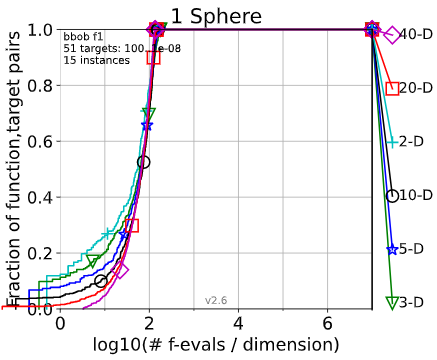 1 Sphere
bbob f1
51 targets: 100..1e-08
15 instances
Fraction of function,target pairs
1.0
0.8
0.6
0.4
0.2
0.0
0
2
4
6
log10(# f-evals / dimension)
v2.6
40-D
20-D
2-D
10-D
5-D
3-D